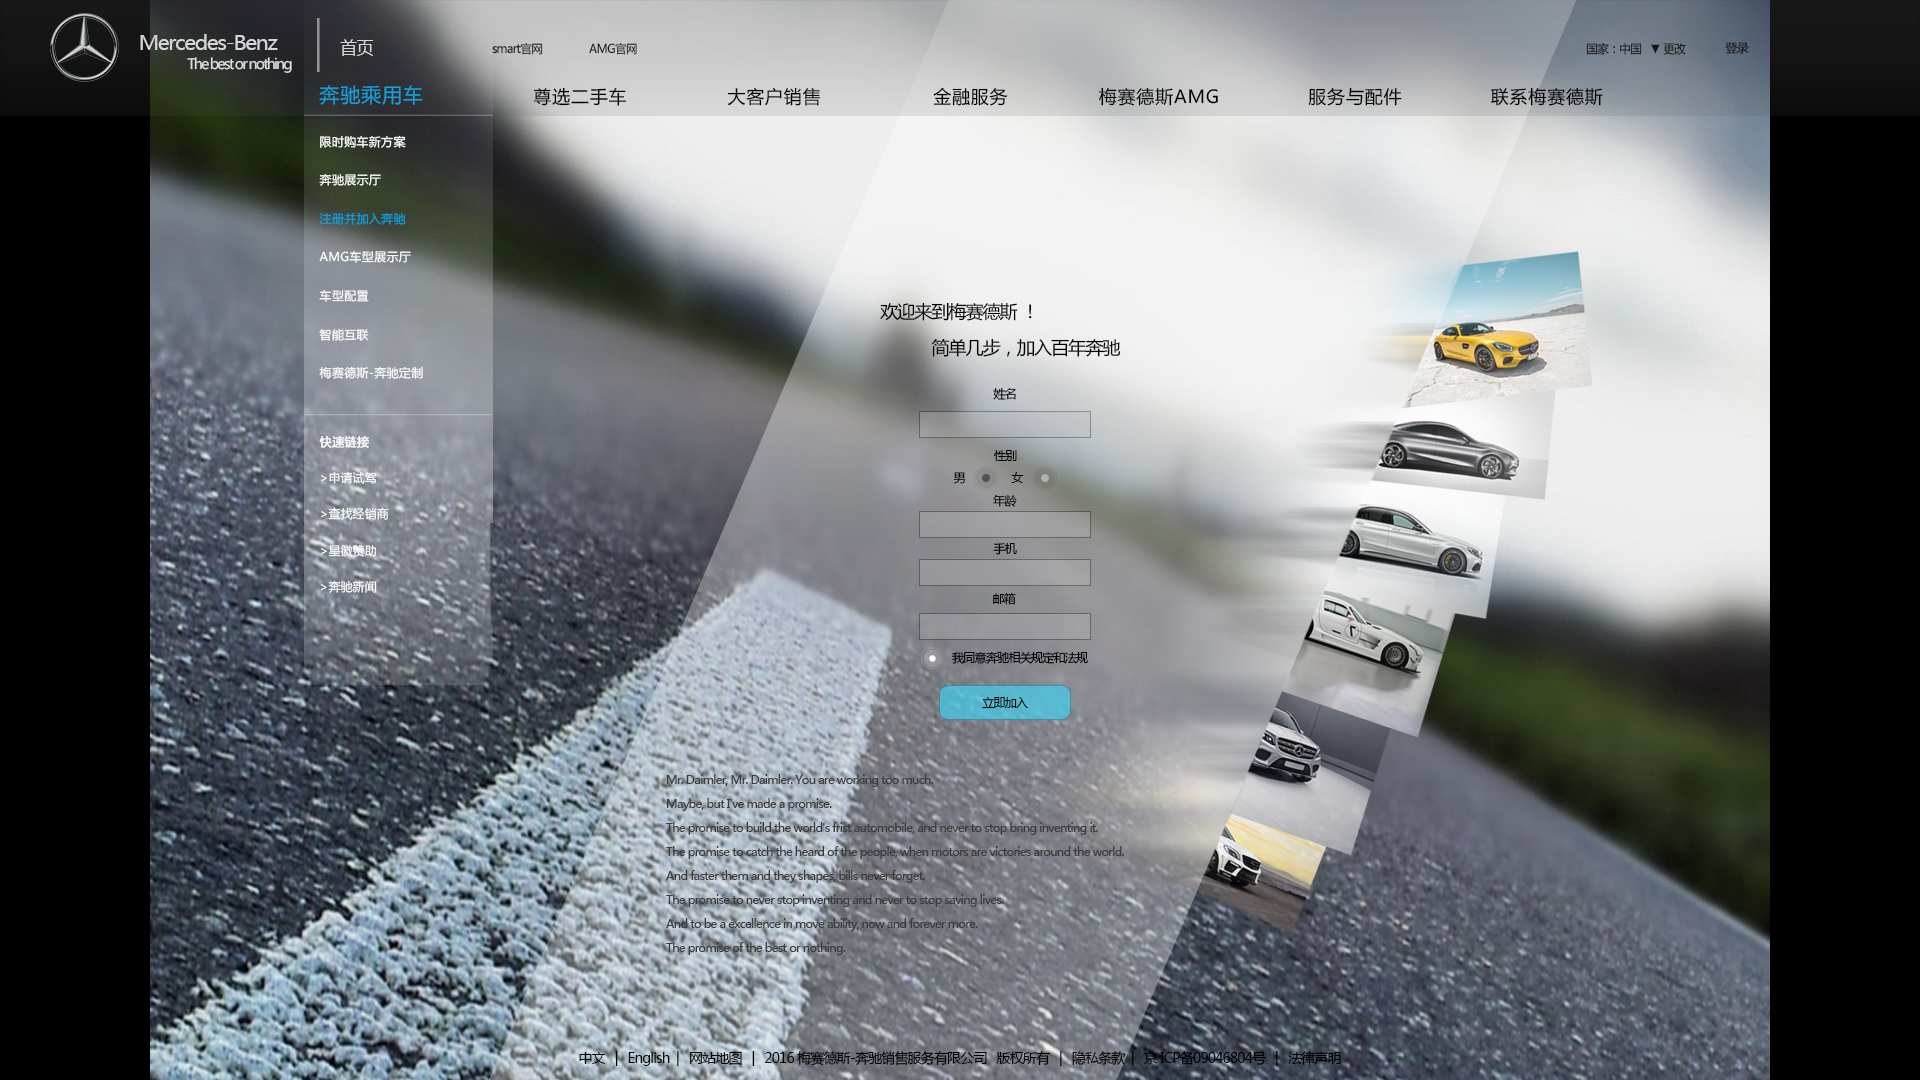 Mercedes-Benz
The best or nothing
首页
smart官网
AMG官网
国家：中国 ▼更改
登录
奔驰乘用车
尊选二手车
大客户销售
金融服务
梅赛德斯AMG
服务与配件
联系梅赛德斯
限时购车新方案
奔驰展示厅
注册并加入奔驰
AMG车型展示厅
车型配置
智能互联
梅赛德斯-奔驰定制
快速链接
>申请试驾
>查找经销商
>星徽赞助
>奔驰新闻
欢迎来到梅赛德斯 ！
简单几步，加入百年奔驰
姓名
性别
男 女
年龄
手机
邮箱
我同意奔驰相关规定和法规
立即加入
Mr. Daimler, Mr. Daimler. You are working too much.
Maybe, but I've made a promise.
The promise to build the world's frist automobile, and never to stop bring inventing it.
The promise to catch the heard of the people, when motors are victories around the world.
And faster them and they shapes, bills never forget.
The promise to never stop inventing and never to stop saving lives.
And to be a excellence in move ability, now and forever more.
The promise of the best or nothing.
中文 | English | 网站地图 | 2016 梅赛德斯-奔驰销售服务有限公司 版权所有 | 隐私条款 | 京 ICP备09046804号 | 法律声明